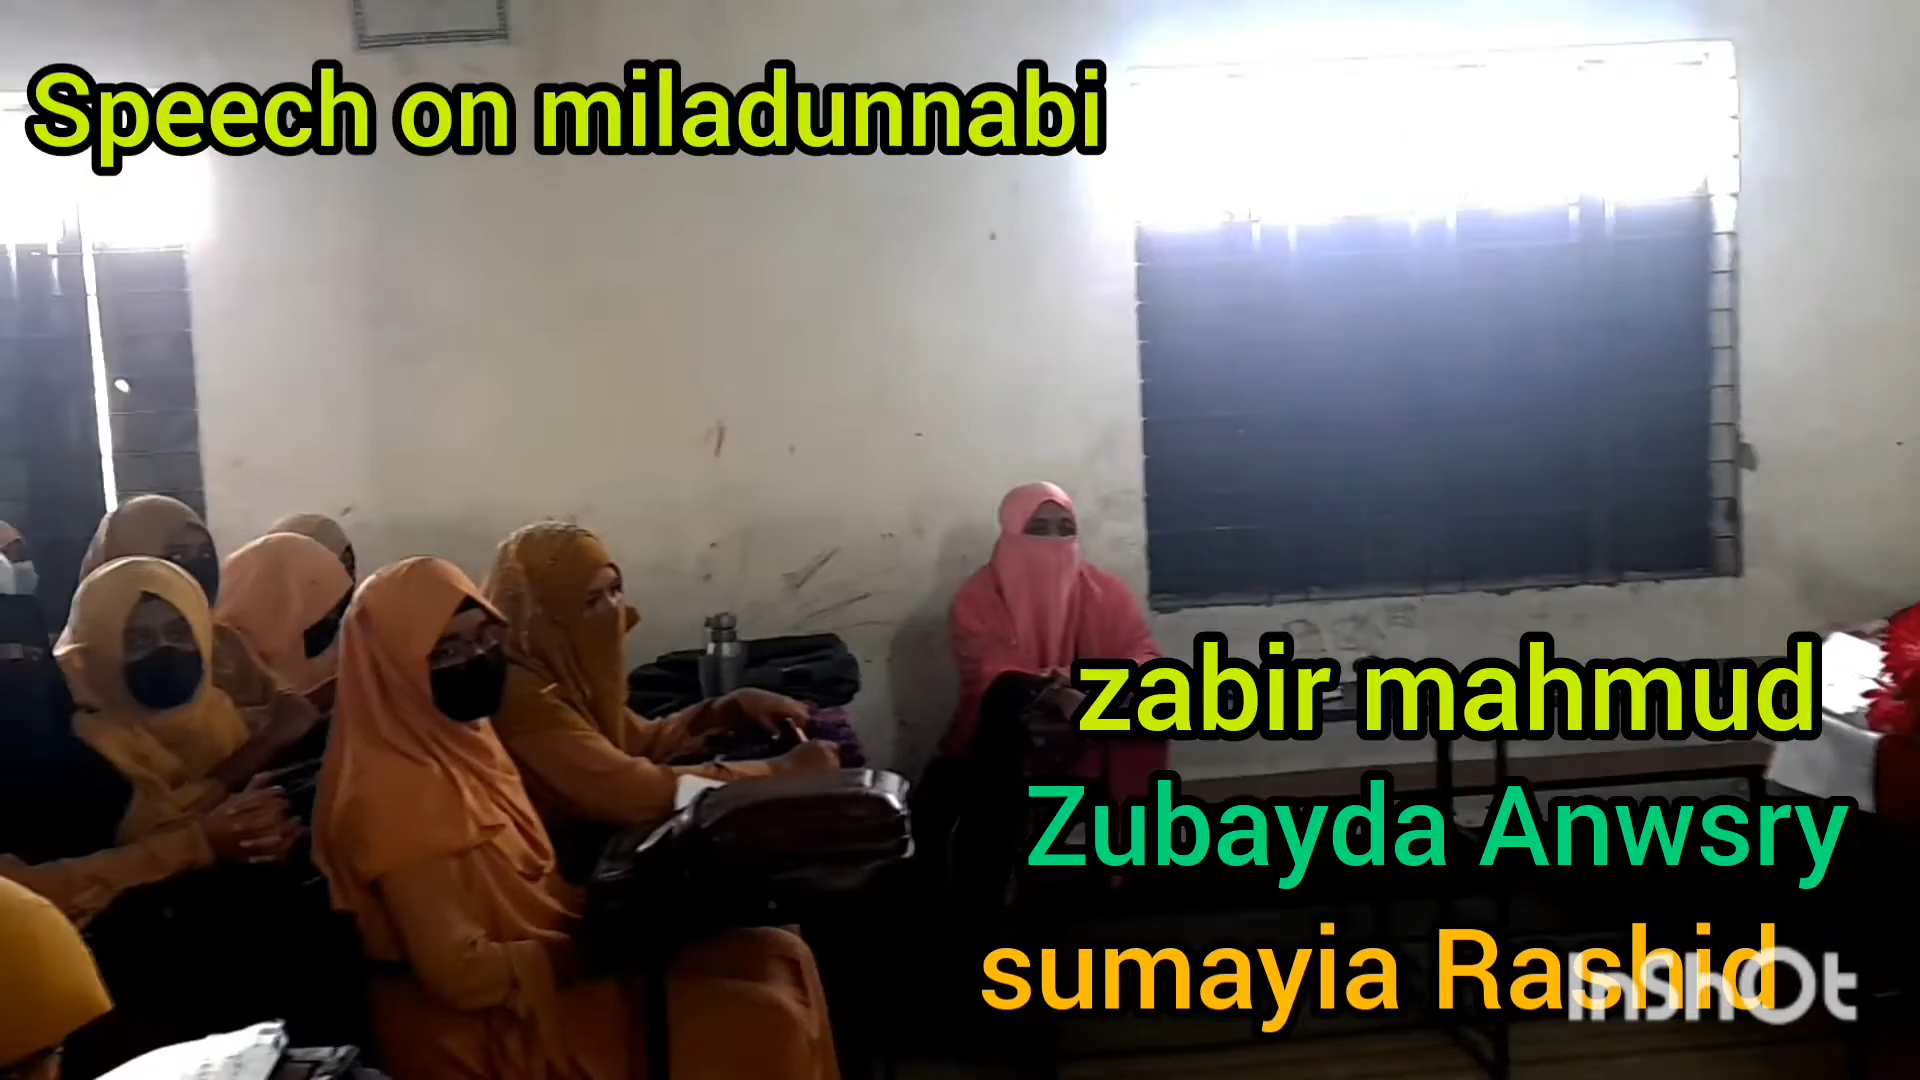 Speech on miladunnabi
zabir mahmud
Zubayda Anwsry
sumayia Rashid
InShOt